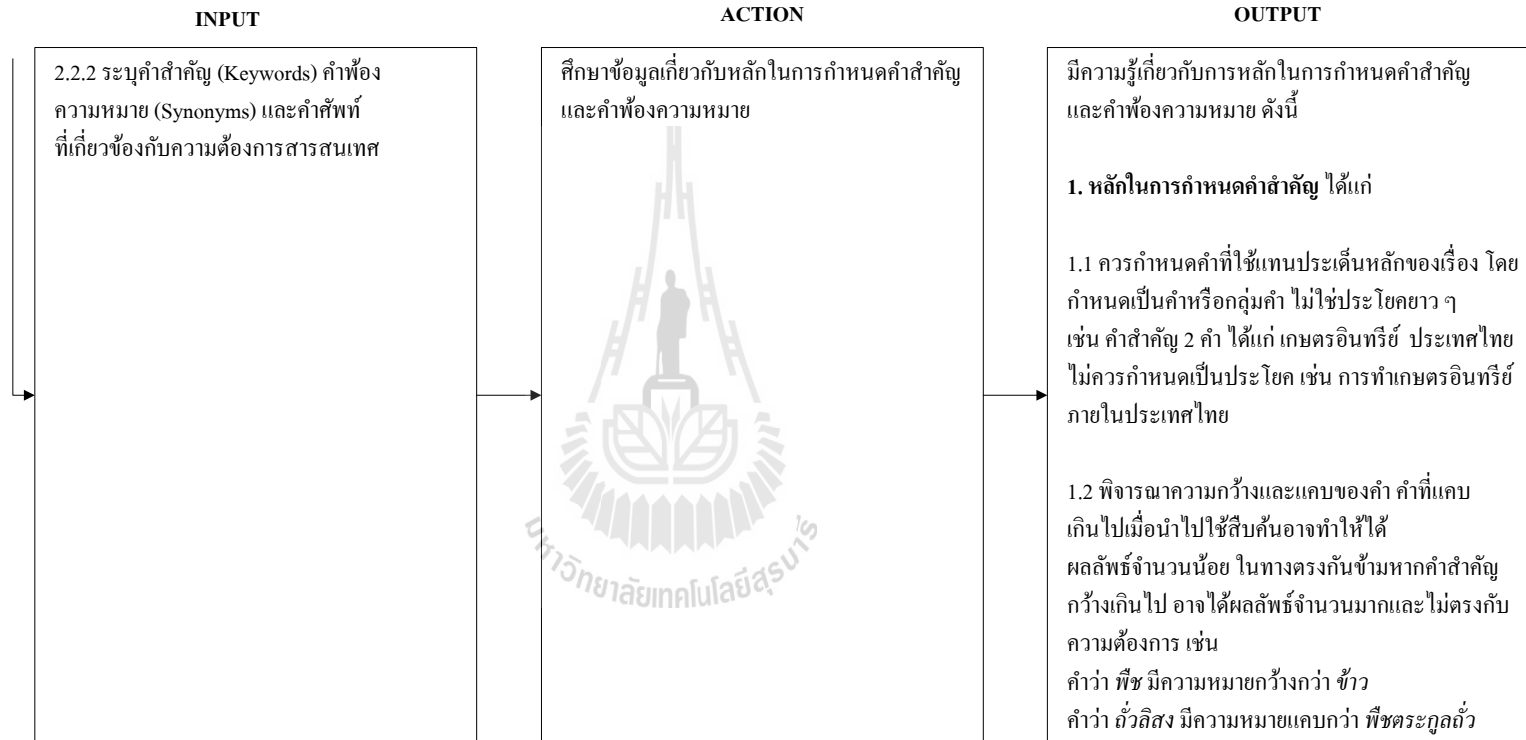 INPUT
ACTION
OUTPUT
2.2.2 ระบุคำสำคัญ (Keywords) คำพ้อง
ความหมาย (Synonyms) และคำศัพท์
ที่เกี่ยวข้องกับความต้องการสารสนเทศ
ศึกษาข้อมูลเกี่ยวกับหลักในการกำหนดคำสำคัญ
และคำพ้องความหมาย
มีความรู้เกี่ยวกับการหลักในการกำหนดคำสำคัญ
และคำพ้องความหมาย ดังนี้
1. หลักในการกำหนดคำสำคัญ ได้แก่
1.1 ควรกำหนดคำที่ใช้แทนประเด็นหลักของเรื่อง โดย
กำหนดเป็นคำหรือกลุ่มคำ ไม่ใช่ประโยคยาว ๆ
เช่น คำสำคัญ 2 คำ ได้แก่ เกษตรอินทรีย์ ประเทศไทย
ไม่ควรกำหนดเป็นประโยค เช่น การทำเกษตรอินทรีย์
ภายในประเทศไทย
1.2 พิจารณาความกว้างและแคบของคำ คำที่แคบ
เกินไปเมื่อนำไปใช้สืบค้นอาจทำให้ได้
ผลลัพธ์จำนวนน้อย ในทางตรงกันข้ามหากคำสำคัญ
กว้างเกินไป อาจได้ผลลัพธ์จำนวนมากและไม่ตรงกับ
ความต้องการ เช่น
คำว่า พืช มีความหมายกว้างกว่า ข้าว
คำว่า ถั่วลิสง มีความหมายแคบกว่า พืชตระกูลถั่ว
มหาวิทยาลัยเทคโนโลยีสุรนารี